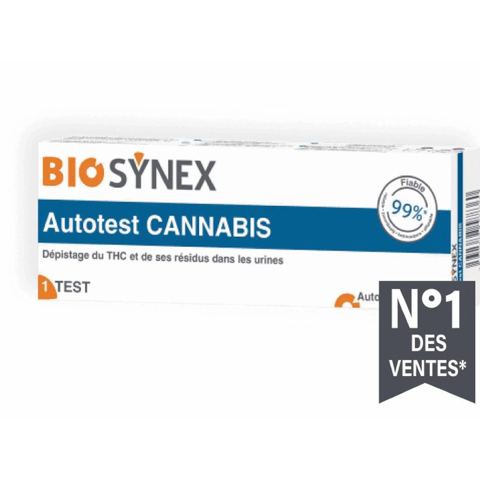 BIOSYNEX
Autotest CANNABIS
Dépistage du THC et de ses résidus dans les urines
1 TEST
Fiable
99%*
Auto
N°1
DES
VENTES*